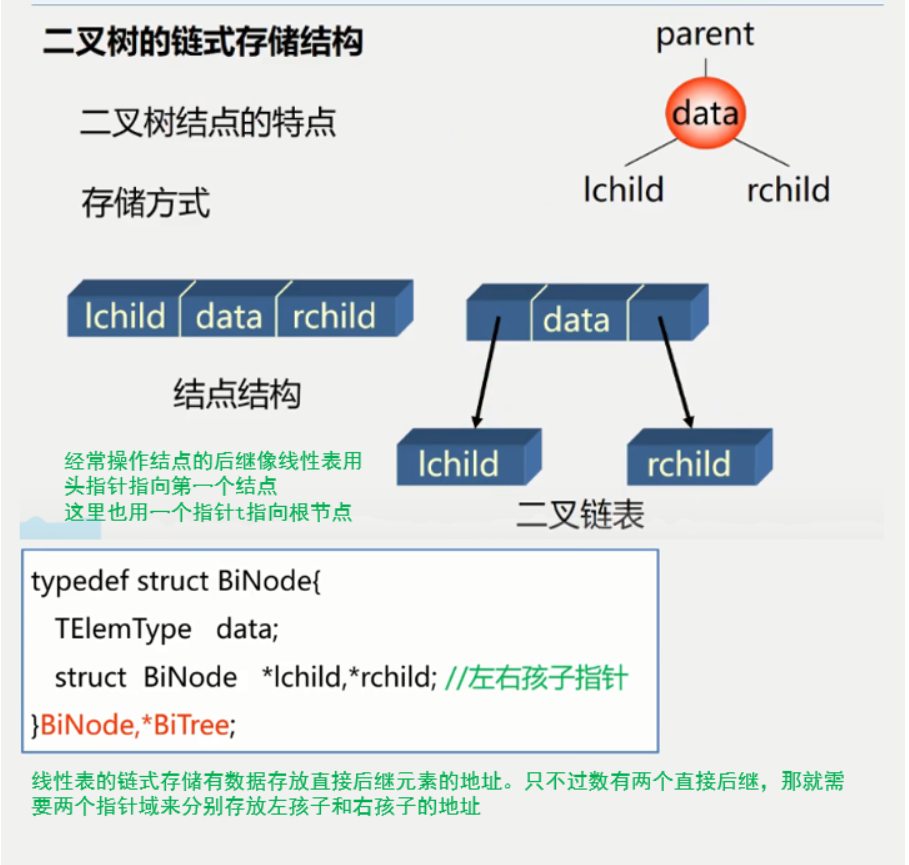 二叉树的链式存储结构
parent
data
lchild rchild
二叉树结点的特点
存储方式
lchild data rchild
结点结构
data
lchild rchild
二叉链表
经常操作结点的后继像线性表用
头指针指向第一个结点
这里也用一个指针t指向根节点
typedef struct BiNode{
TElemType data;
struct BiNode *lchild,*rchild; //左右孩子指针
}BiNode,*BiTree;
线性表的链式存储有数据存放直接后继元素的地址。只不过数有两个直接后继，那就需
要两个指针域来分别存放左孩子和右孩子的地址